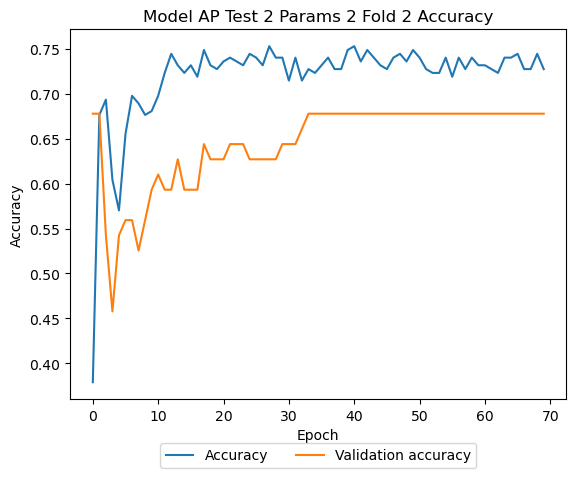 Model AP Test 2 Params 2 Fold 2 Accuracy
0.75
0.70
0.65
0.60
0.55
0.50
0.45
0.40
Accuracy
0 10 20 30 40 50 60 70
Epoch
Accuracy Validation accuracy